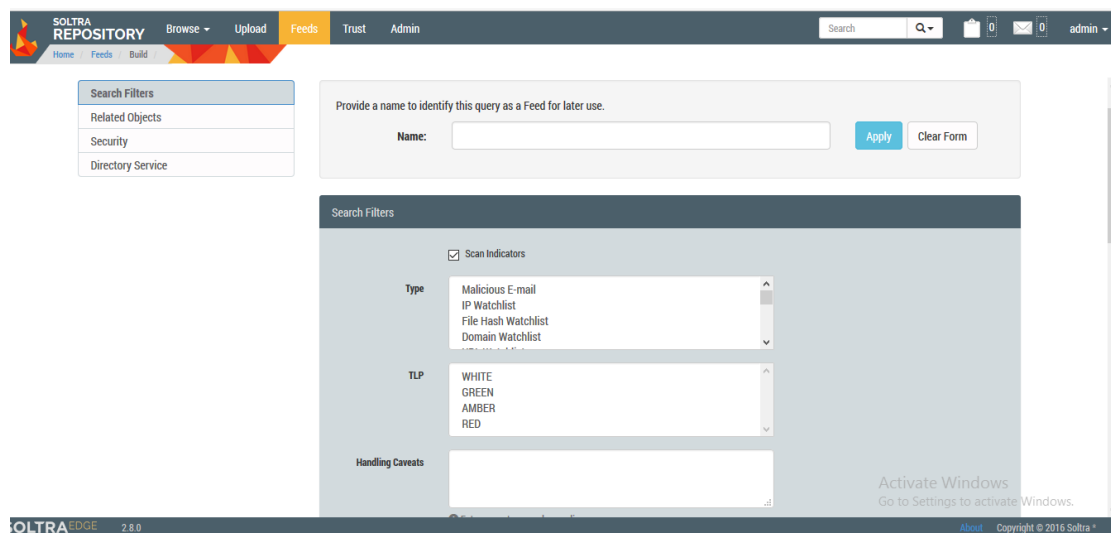 SOLTRA
REPOSITORY
Browse
Upload
Feeds
Trust
Admin
Search
0
0
admin
Home / Feeds / Build /
Search Filters
Related Objects
Security
Directory Service
Provide a name to identify this query as a Feed for later use.
Name:
Apply
Clear Form
Search Filters
Scan Indicators
Type
Malicious E-mail
IP Watchlist
File Hash Watchlist
Domain Watchlist
TLP
WHITE
GREEN
AMBER
RED
Handling Caveats
Activate Windows
Go to Settings to activate Windows.
SOLTRA EDGE 2.8.0
About
Copyright © 2016 Soltra ®